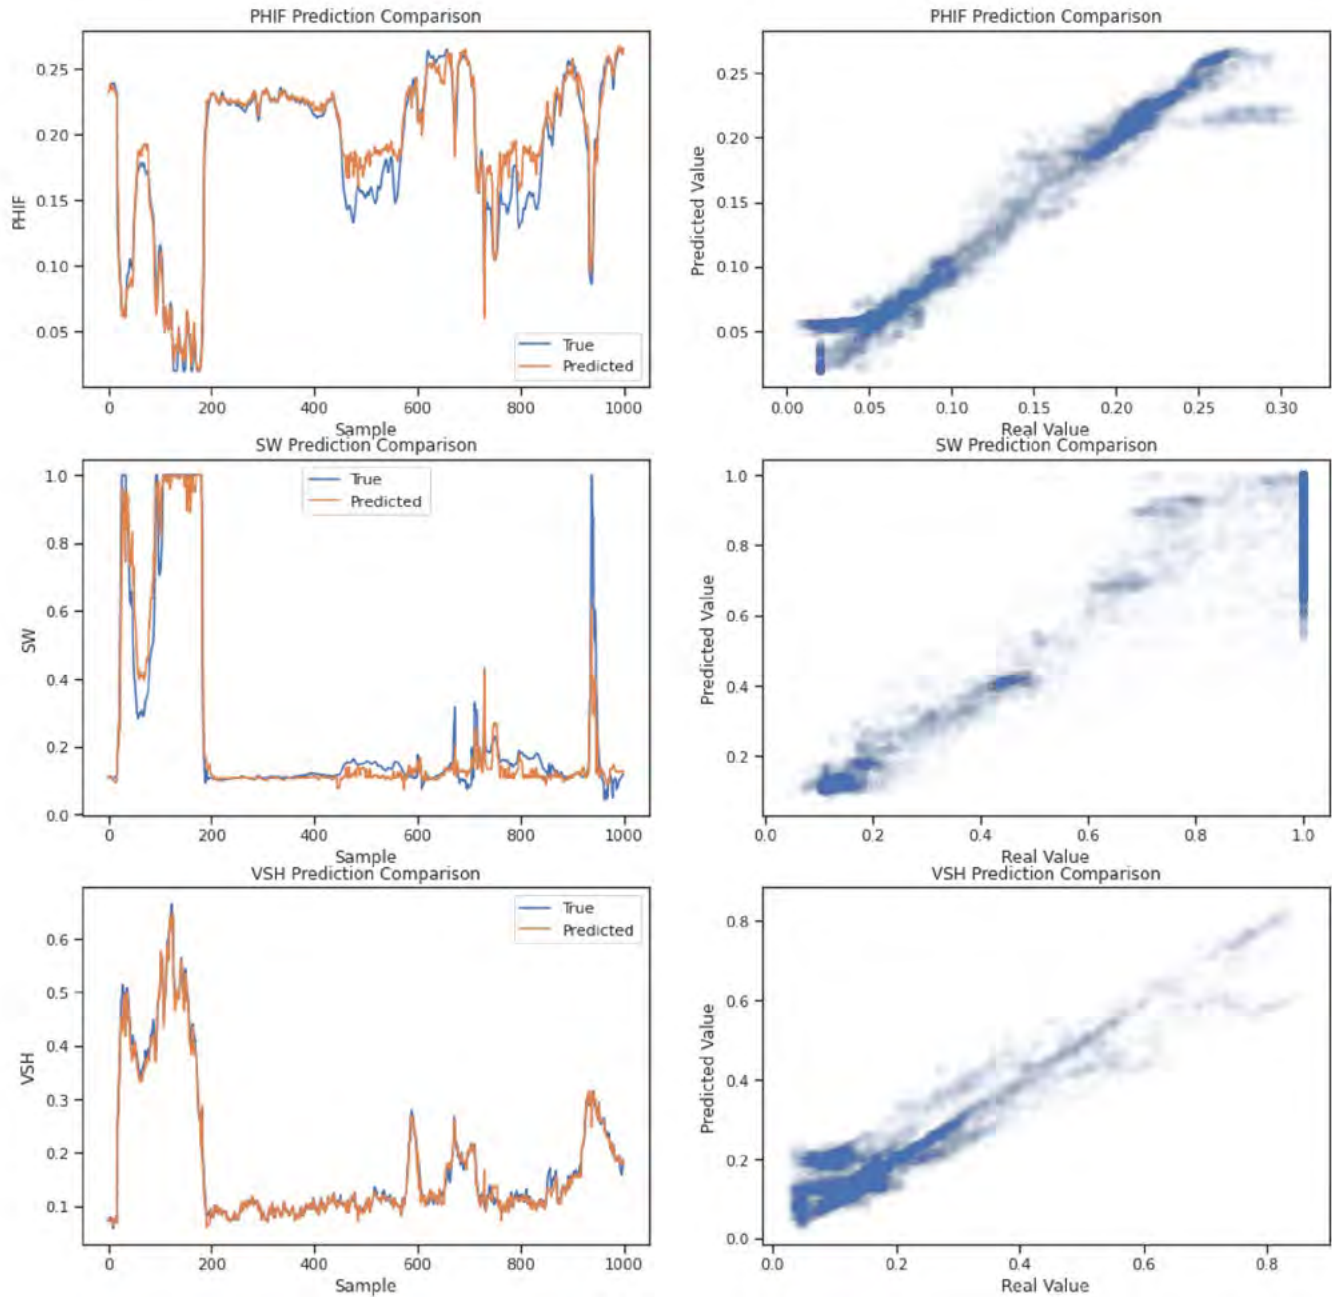 PHIF Prediction Comparison
PHIF
0.25
0.20
0.15
0.10
0.05
True
Predicted
0 200 400 600 800 1000
Sample
PHIF Prediction Comparison
Predicted Value
0.25
0.20
0.15
0.10
0.05
0.00 0.05 0.10 0.15 0.20 0.25 0.30
Real Value
SW Prediction Comparison
SW
1.0
0.8
0.6
0.4
0.2
0.0
True
Predicted
0 200 400 600 800 1000
Sample
SW Prediction Comparison
Predicted Value
1.0
0.8
0.6
0.4
0.2
0.0 0.2 0.4 0.6 0.8 1.0
Real Value
VSH Prediction Comparison
VSH
0.6
0.5
0.4
0.3
0.2
0.1
True
Predicted
0 200 400 600 800 1000
Sample
VSH Prediction Comparison
Predicted Value
0.8
0.6
0.4
0.2
0.0
0.0 0.2 0.4 0.6 0.8
Real Value